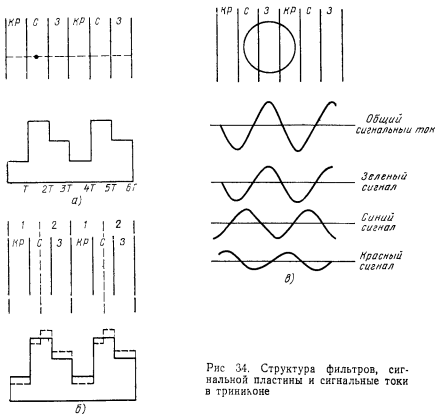 КР С З КР С З
Т 2Т 3Т 4Т 5Т 6Т
а)
1 2 1 2
КР С З КР С З
б)
КР С З КР С З
Общий
сигнальный ток
Зеленый
сигнал
Синий
сигнал
Красный
сигнал
в)
Рис 34. Структура фильтров, сиг-
нальной пластины и сигнальные токи
в триниконе